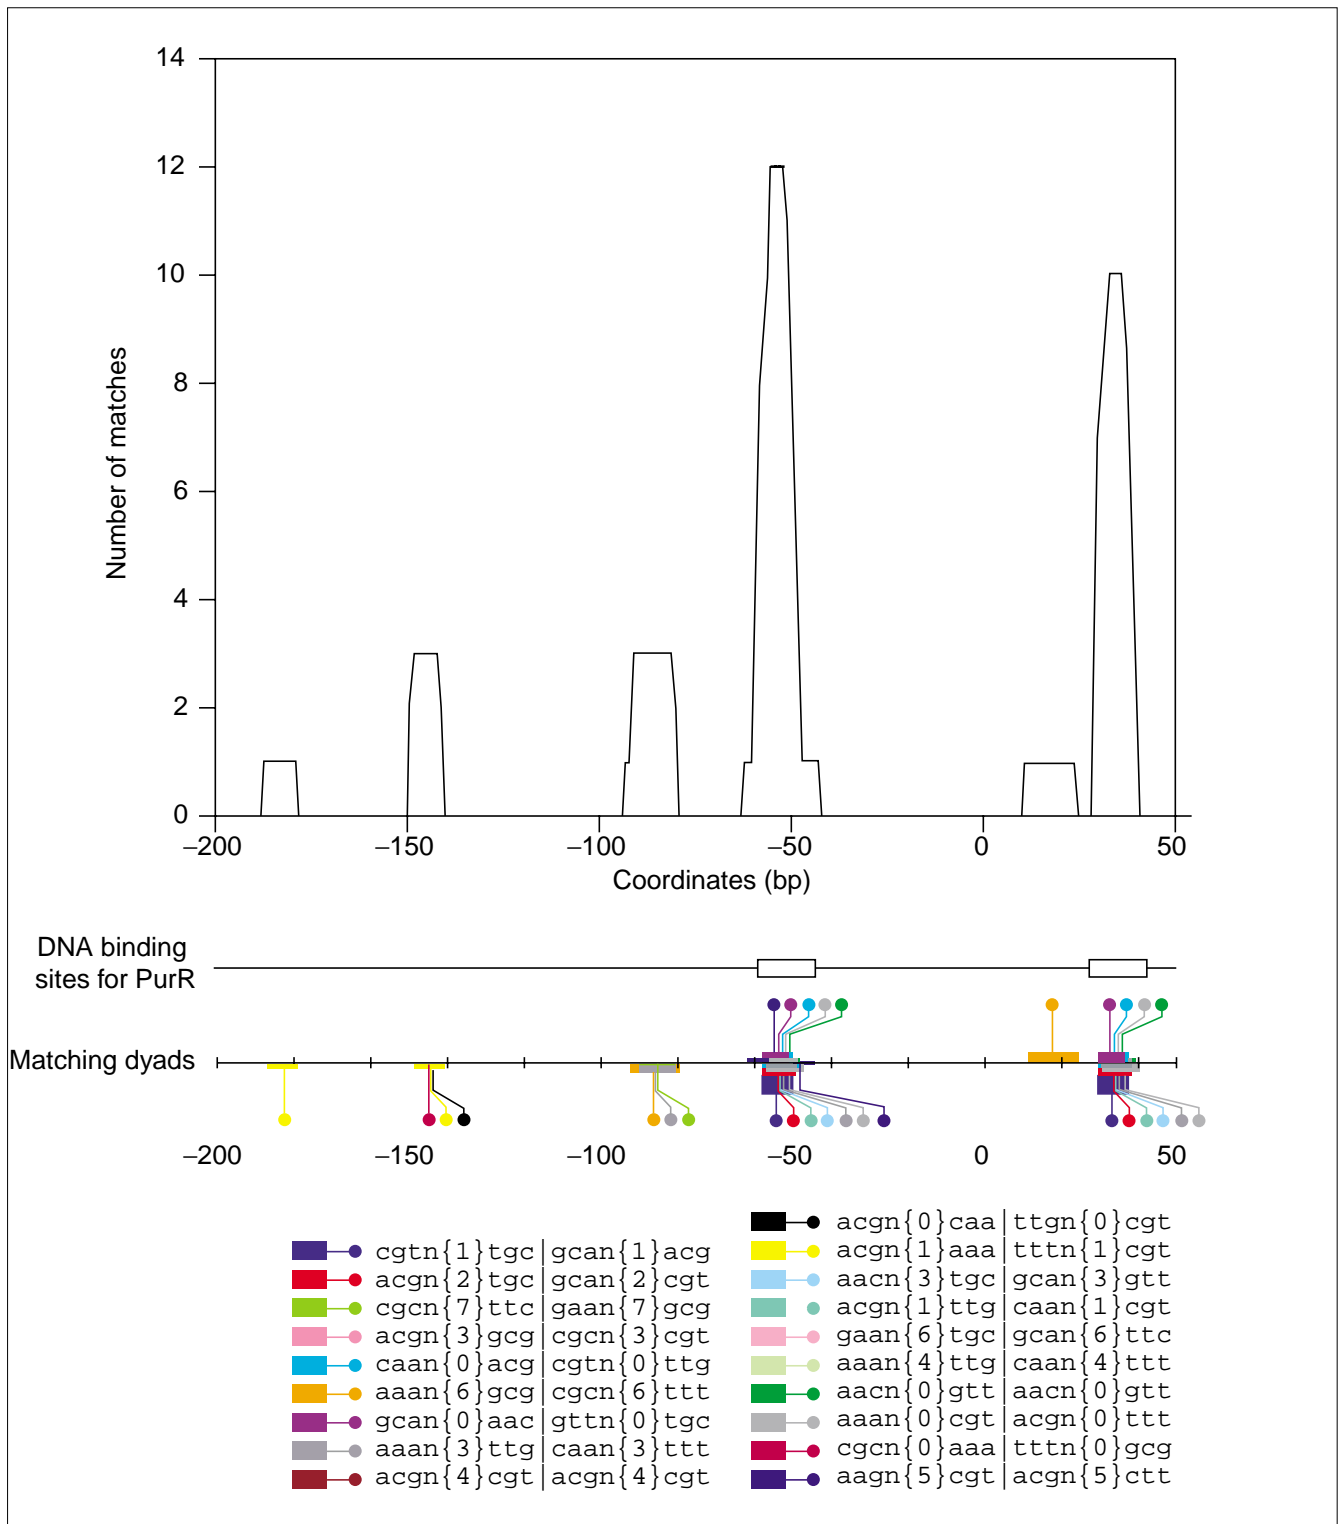 14
12
10
8
6
4
2
0
Number of matches
−200 −150 −100 −50 0 50
Coordinates (bp)
DNA binding
sites for PurR
Matching dyads
−200 −150 −100 −50 0 50
cgtn{1}tgc|gcan{1}acg
acgn{2}tgc|gcan{2}cgt
cgcn{7}ttc|gaan{7}gcg
acgn{3}gcg|cgcn{3}cgt
caan{0}acg|cgtn{0}ttg
aaan{6}gcg|cgcn{6}ttt
gcan{0}aac|gttn{0}tgc
aaan{3}ttg|caan{3}ttt
acgn{4}cgt|acgn{4}cgt
acgn{0}caa|ttgn{0}cgt
acgn{1}aaa|tttn{1}cgt
aacn{3}tgc|gcan{3}gtt
acgn{1}ttg|caan{1}cgt
gaan{6}tgc|gcan{6}ttc
aaan{4}ttg|caan{4}ttt
aacn{0}gtt|aacn{0}gtt
aaan{0}cgt|acgn{0}ttt
cgcn{0}aaa|tttn{0}gcg
aagn{5}cgt|acgn{5}ctt